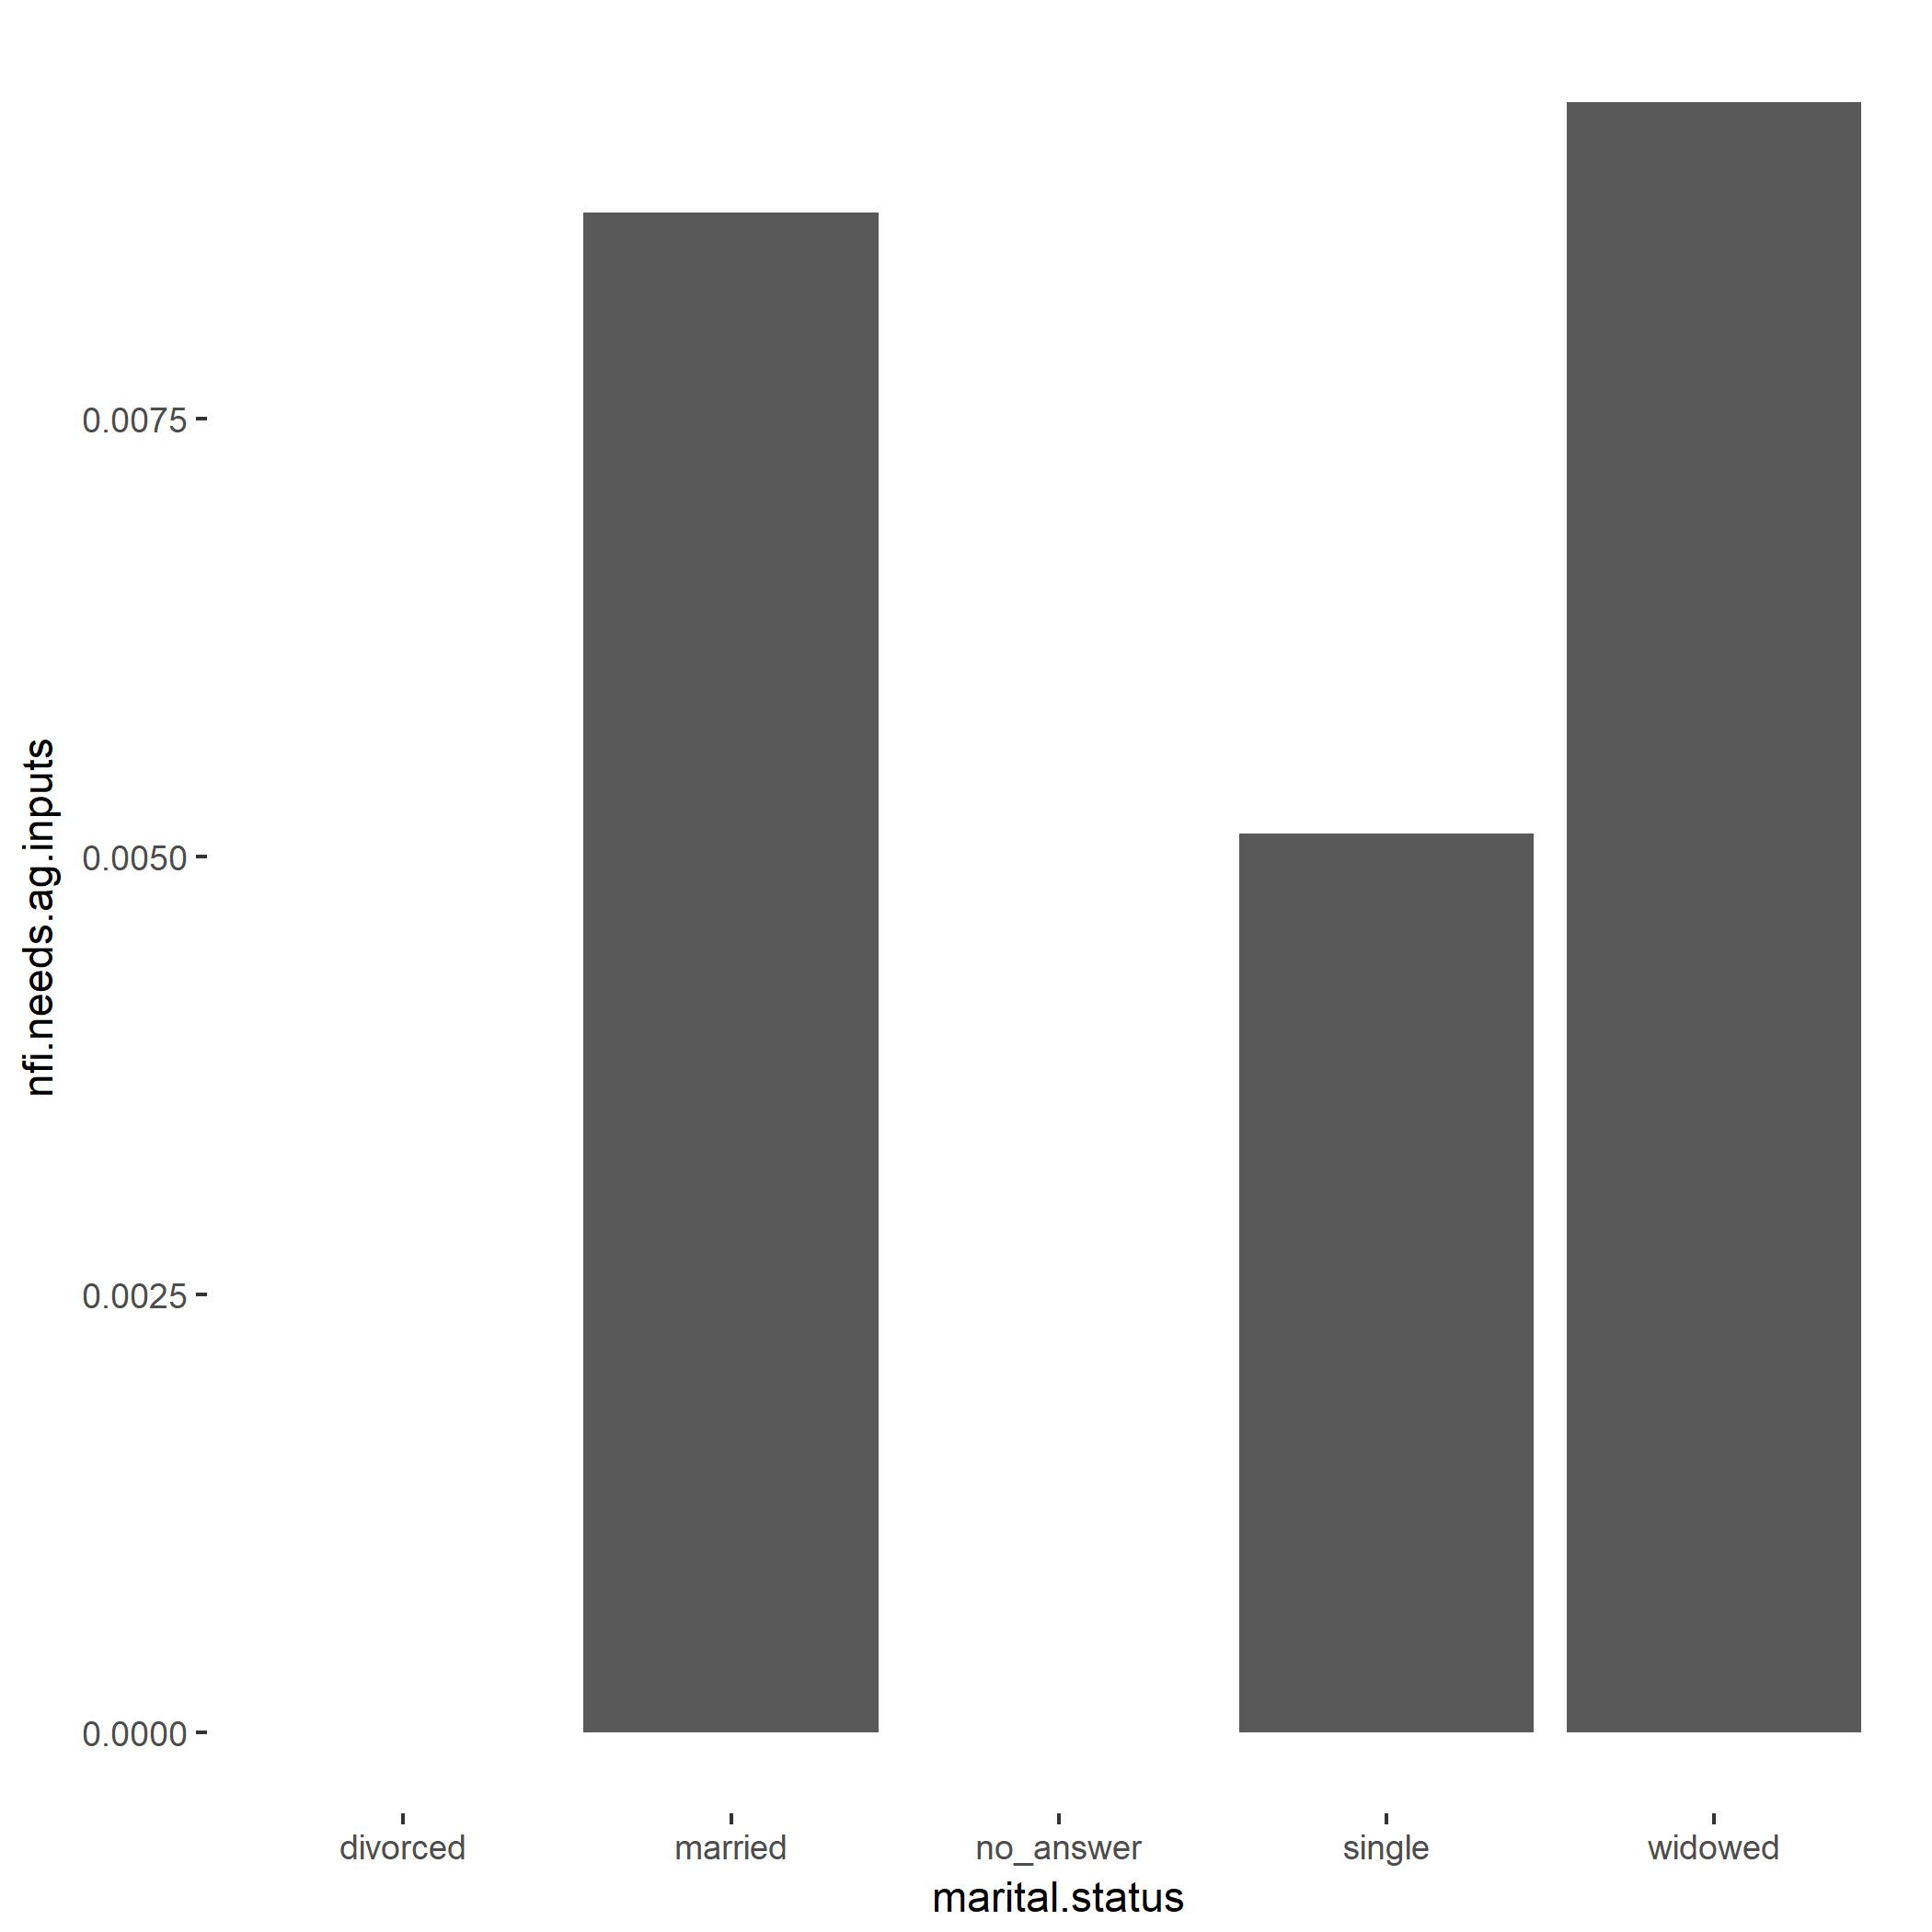 nfi.needs.ag.inputs
0.0075
0.0050
0.0025
0.0000
divorced married no_answer single widowed
marital.status